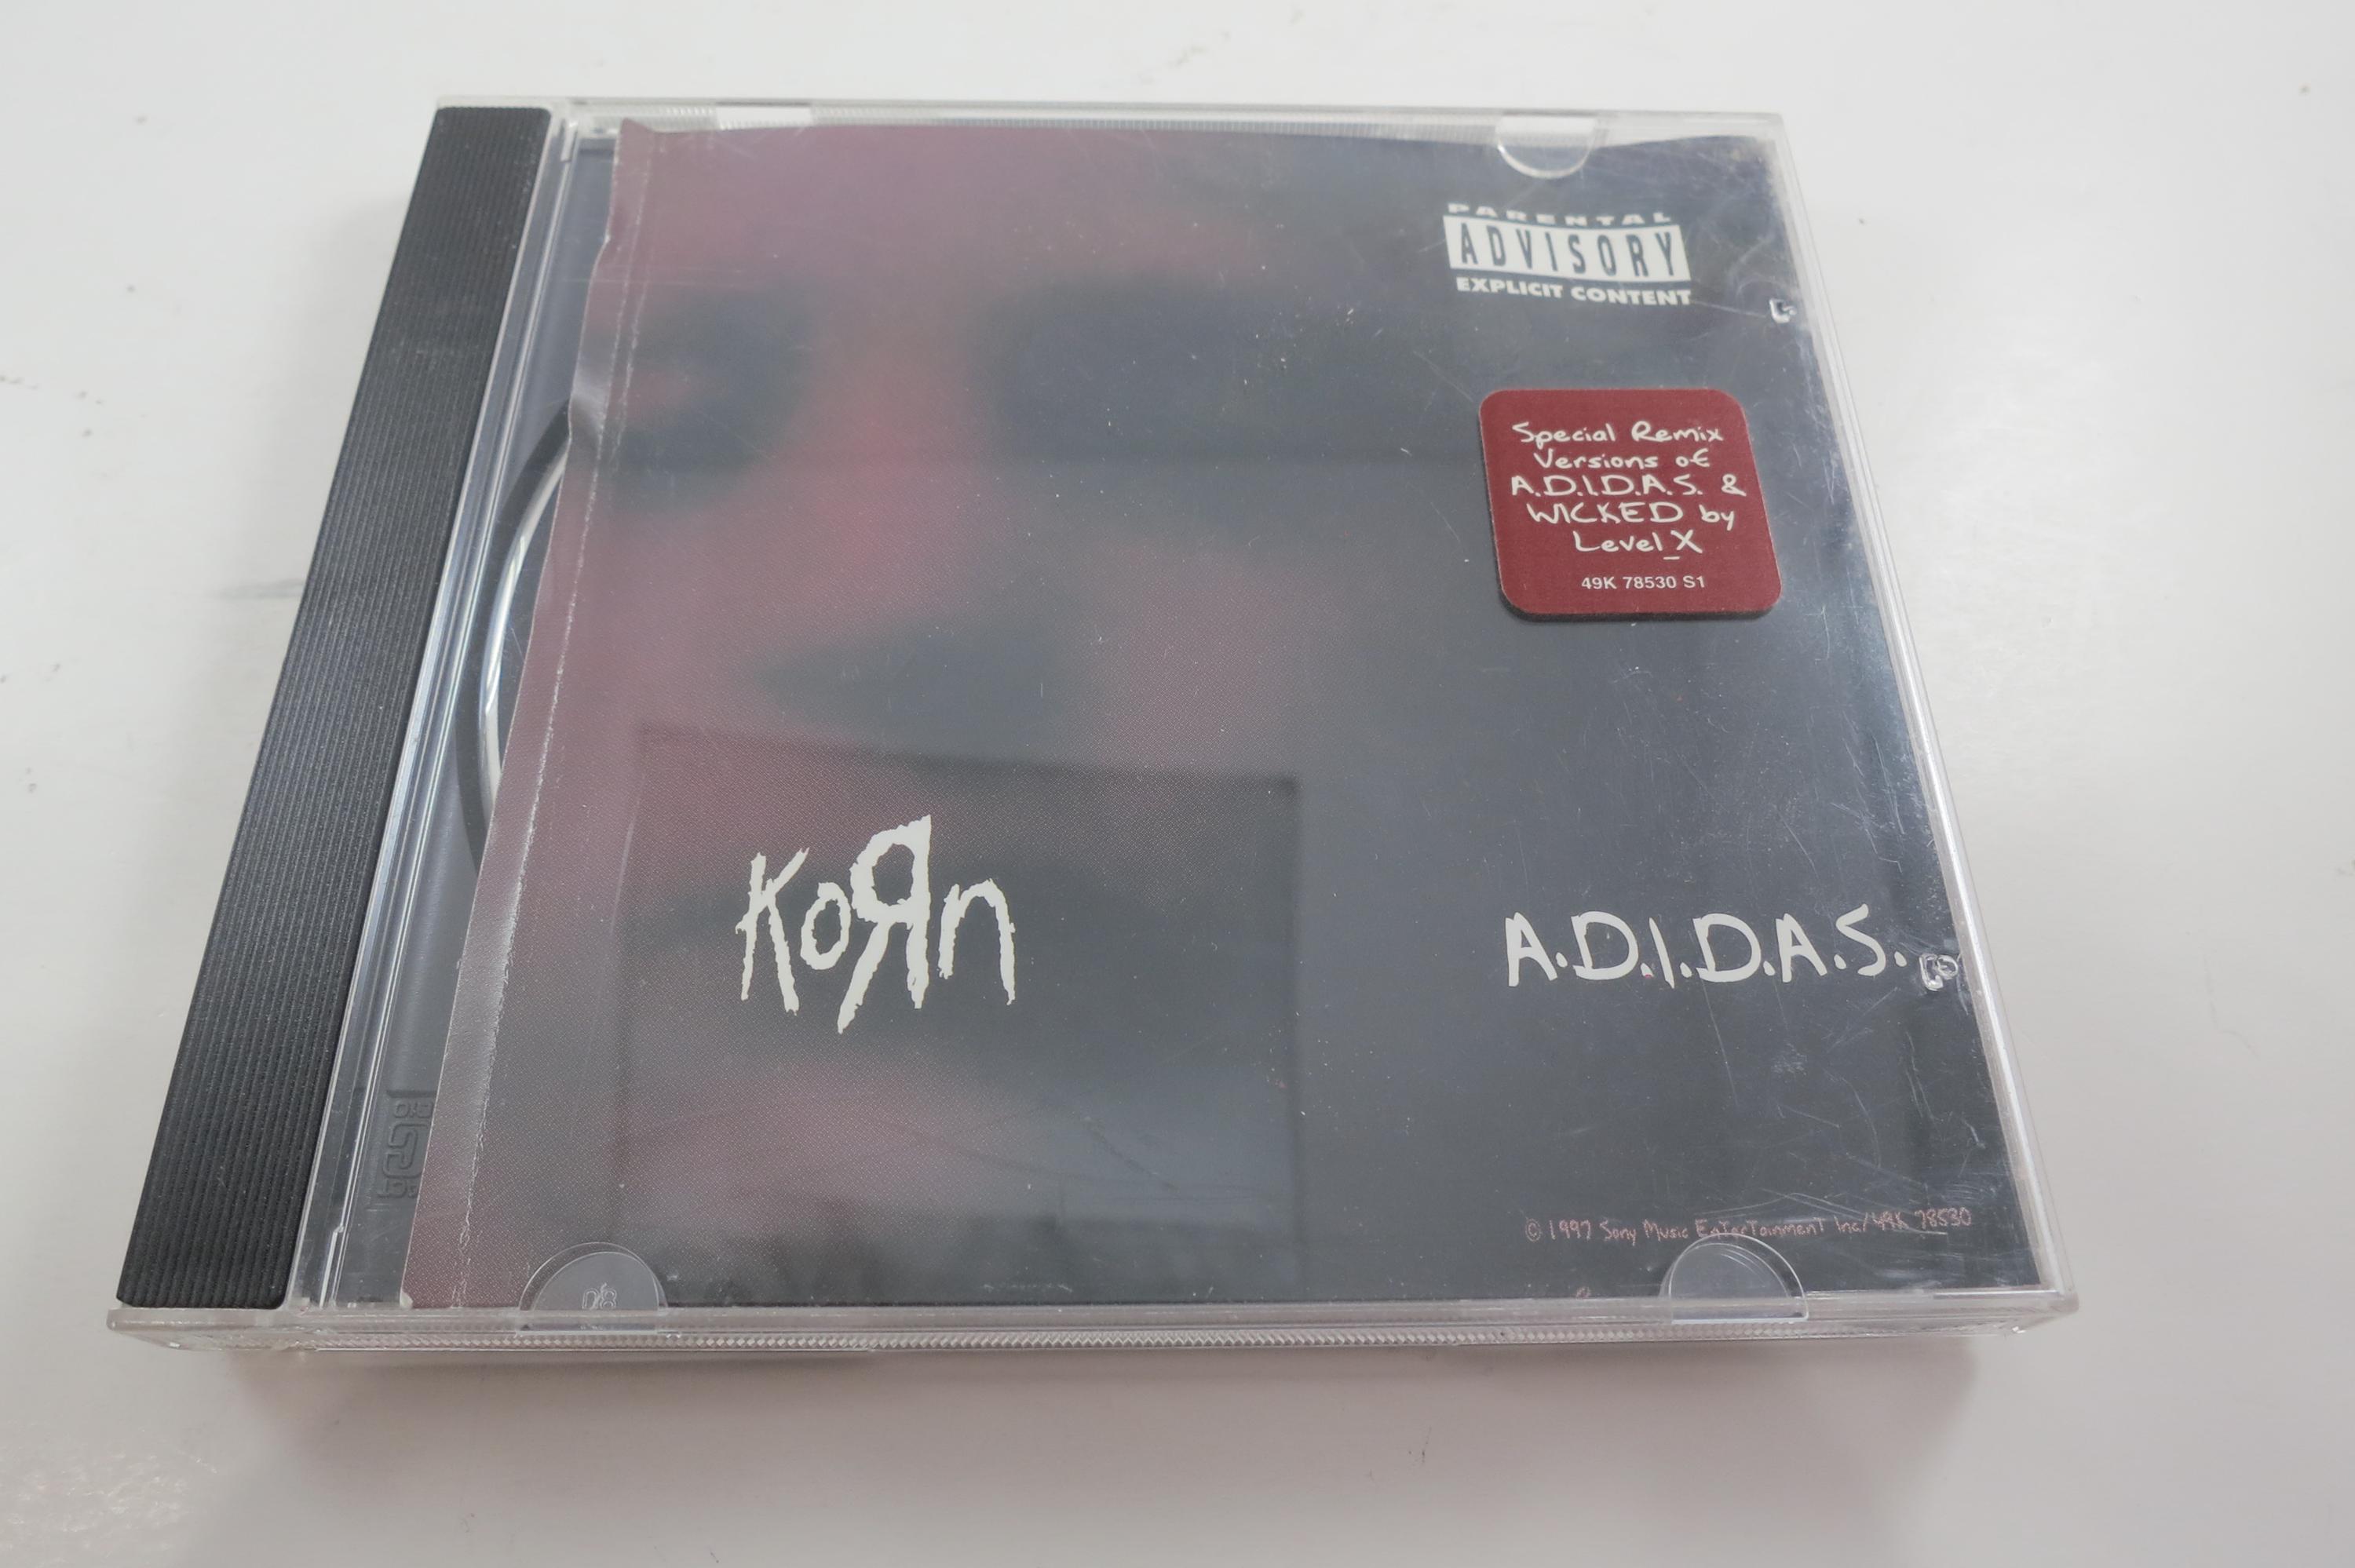 PARENTAL
ADVISORY
EXPLICIT CONTENT
Special Remix
Versions of
A.D.I.D.A.S. &
WICKED by
Level X
49K 78530 S1
KoЯn
A.D.I.D.A.S.
© 1997 Sony Music EnTerTainmenT Inc/49K 78530